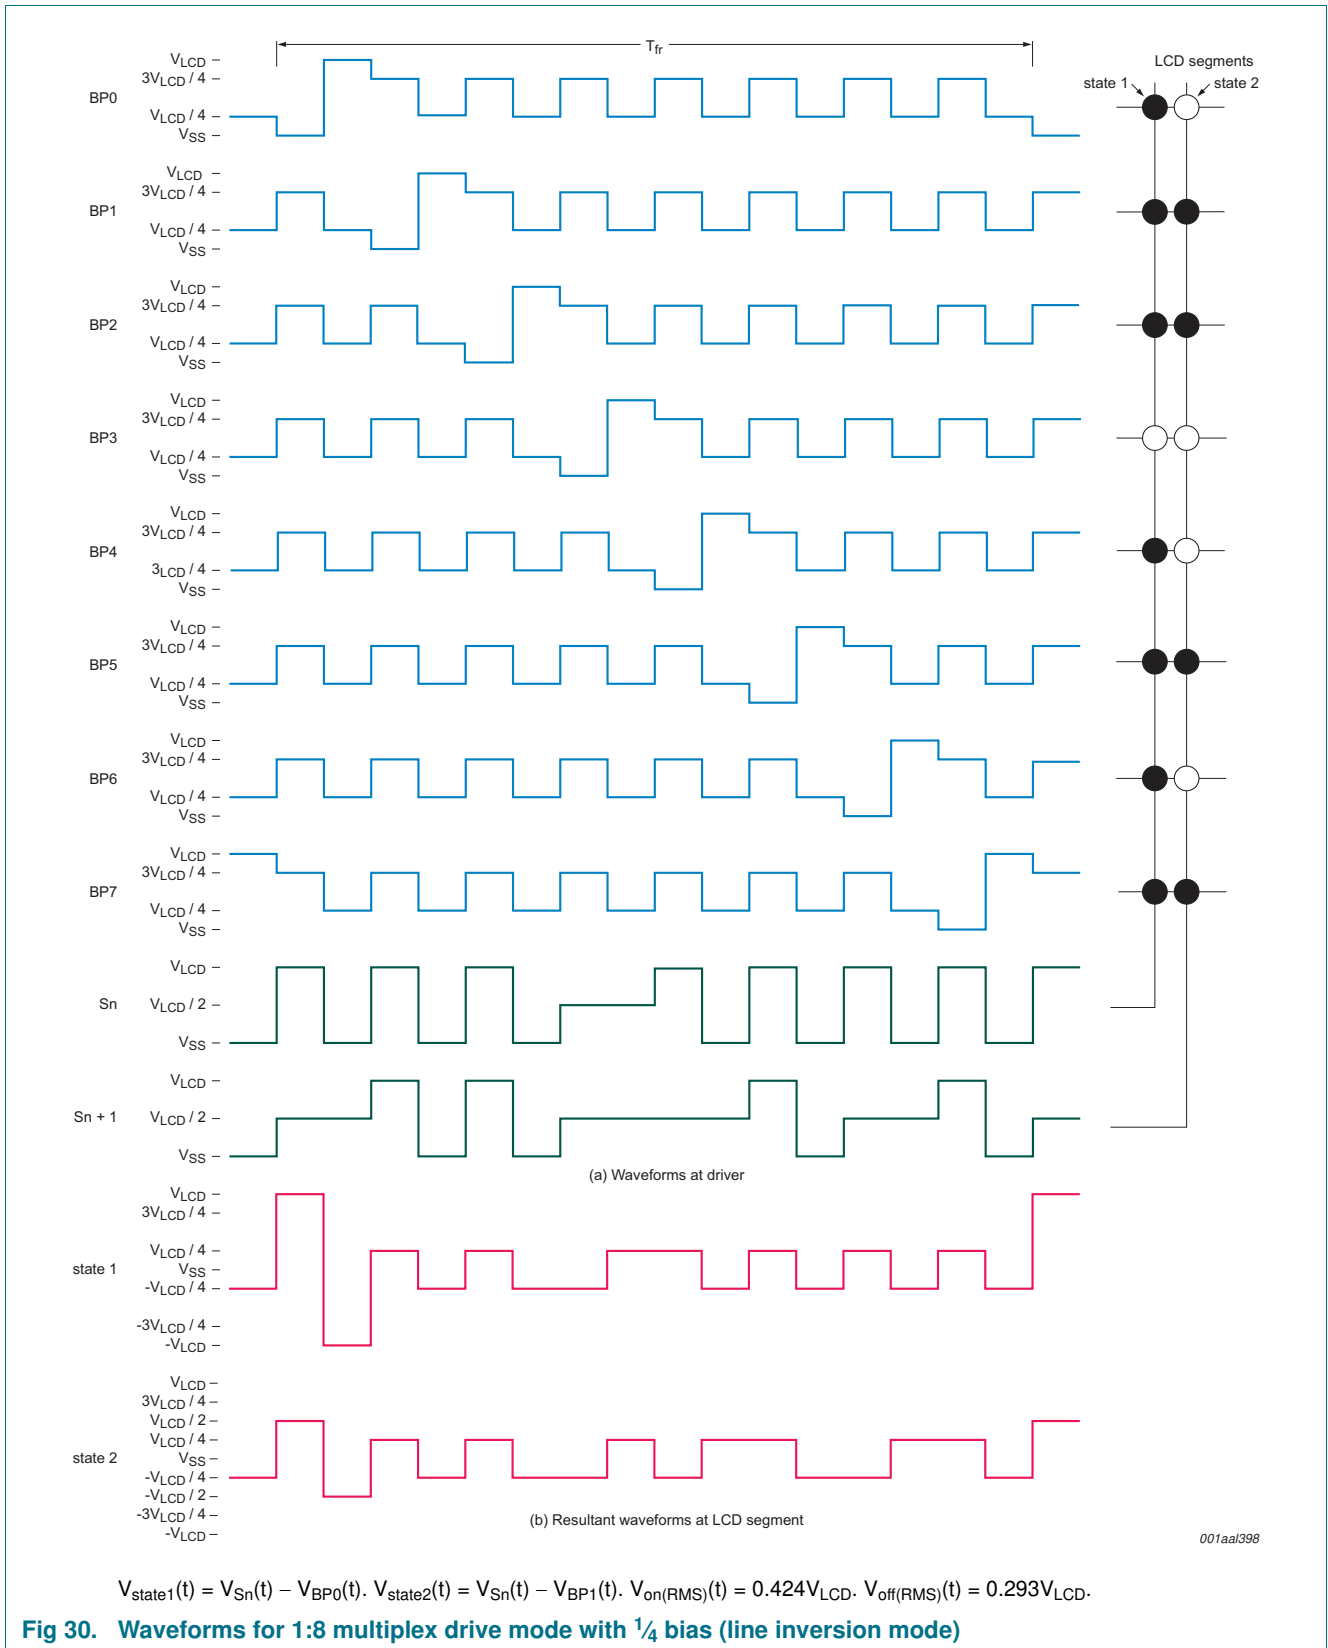 Tfr
LCD segments
state 1
state 2
BP0
VLCD
3VLCD / 4
VLCD / 4
VSS
BP1
VLCD
3VLCD / 4
VLCD / 4
VSS
BP2
VLCD
3VLCD / 4
VLCD / 4
VSS
BP3
VLCD
3VLCD / 4
VLCD / 4
VSS
BP4
VLCD
3VLCD / 4
3LCD / 4
VSS
BP5
VLCD
3VLCD / 4
VLCD / 4
VSS
BP6
VLCD
3VLCD / 4
VLCD / 4
VSS
BP7
VLCD
3VLCD / 4
VLCD / 4
VSS
Sn
VLCD
VLCD / 2
VSS
Sn + 1
VLCD
VLCD / 2
VSS
(a) Waveforms at driver
state 1
VLCD
3VLCD / 4
VLCD / 4
VSS
-VLCD / 4
-3VLCD / 4
-VLCD
state 2
VLCD
3VLCD / 4
VLCD / 2
VLCD / 4
VSS
-VLCD / 4
-VLCD / 2
-3VLCD / 4
-VLCD
(b) Resultant waveforms at LCD segment
001aal398
Vstate1(t) = VSn(t) − VBP0(t). Vstate2(t) = VSn(t) − VBP1(t). Von(RMS)(t) = 0.424VLCD. Voff(RMS)(t) = 0.293VLCD.
Fig 30. Waveforms for 1:8 multiplex drive mode with 1⁄4 bias (line inversion mode)